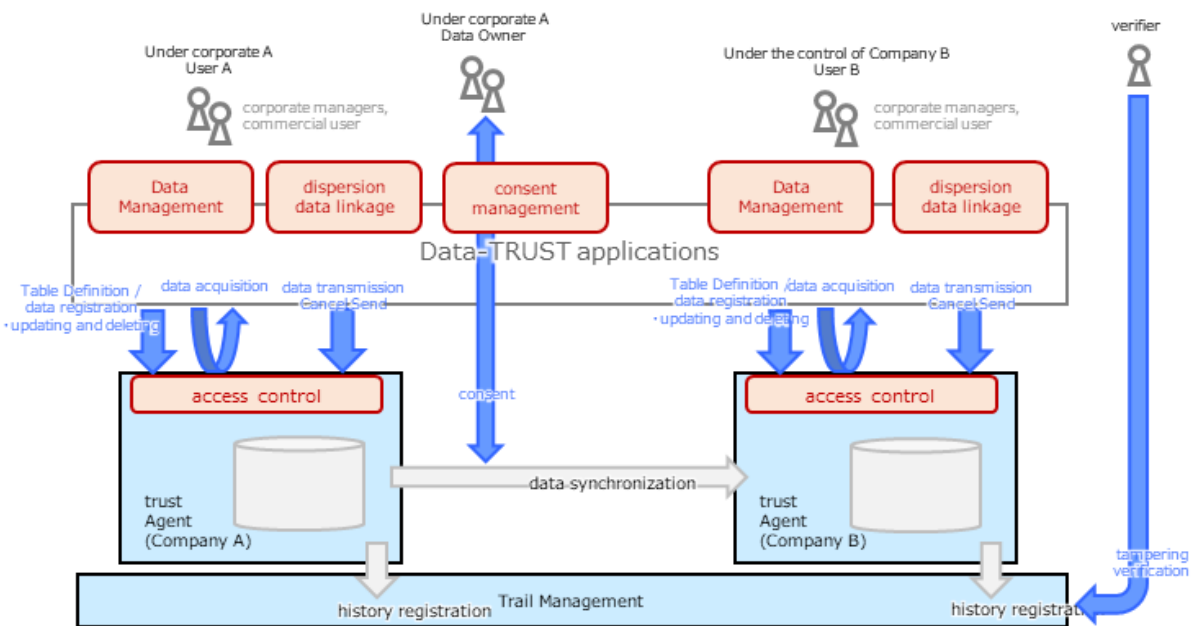 Under corporate A
Data Owner
verifier
Under corporate A
User A
Under the control of Company B
User B
corporate managers,
commercial user
corporate managers,
commercial user
Data
Management
dispersion
data linkage
consent
management
Data
Management
dispersion
data linkage
Data-TRUST applications
Table Definition /
data registration
・updating and deleting
data acquisition
data transmission
Cancel Send
Table Definition /
data registration
・updating and deleting
data acquisition
data transmission
Cancel Send
access control
consent
access control
data synchronization
trust
Agent
(Company A)
trust
Agent
(Company B)
tampering
verification
Trail Management
history registration
history